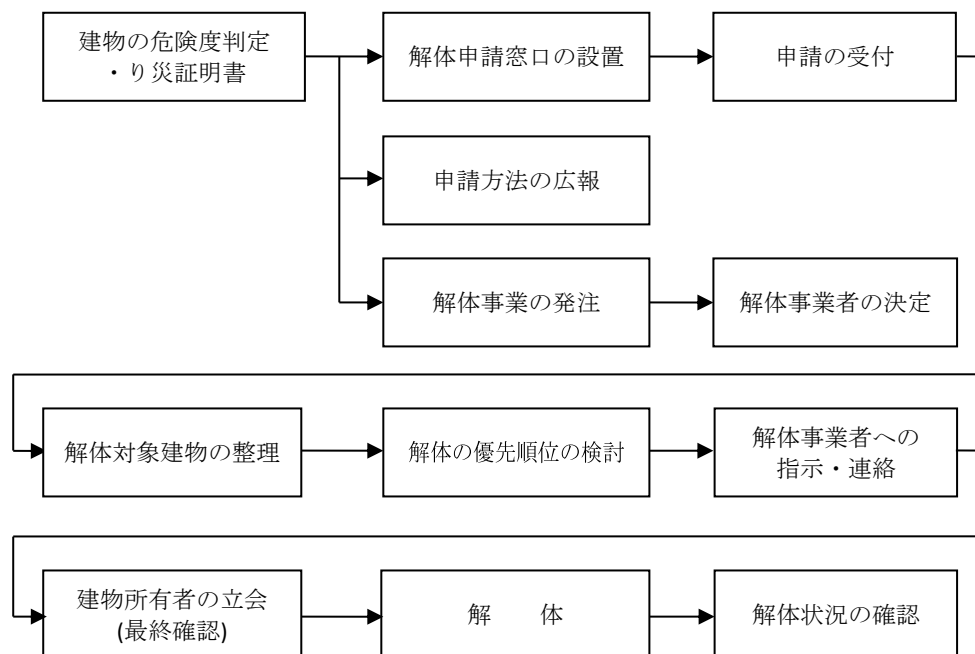 建物の危険度判定
・り災証明書
解体申請窓口の設置
申請の受付
申請方法の広報
解体事業の発注
解体事業者の決定
解体対象建物の整理
解体の優先順位の検討
解体事業者への
指示・連絡
建物所有者の立会
(最終確認)
解　　体
解体状況の確認